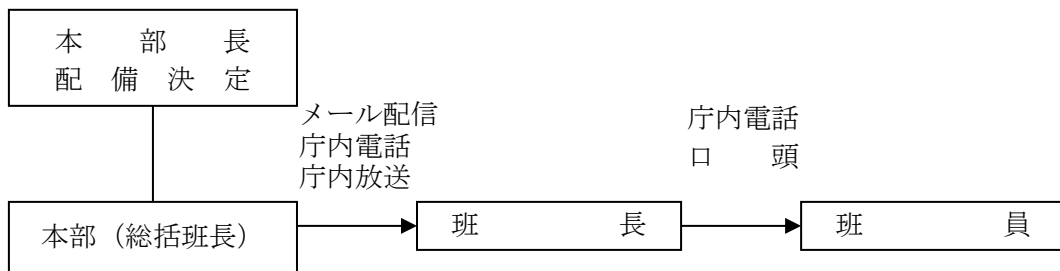 本　部　長
配　備　決　定
メール配信
庁内電話
庁内放送
庁内電話
口　　頭
本部（総括班長）
班　　　　長
班　　　　員